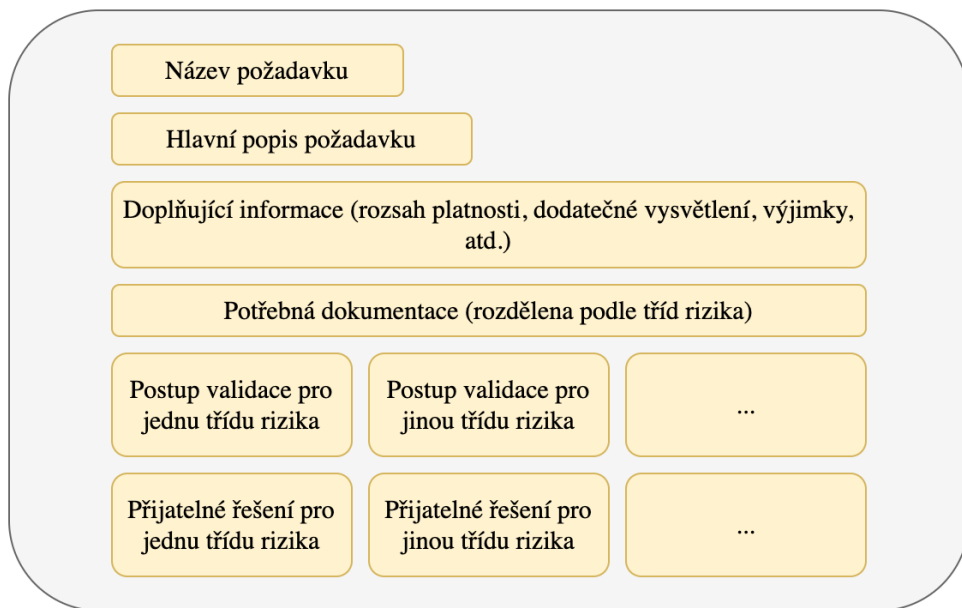 Název požadavku
Hlavní popis požadavku
Doplňující informace (rozsah platnosti, dodatečné vysvětlení, výjimky,
atd.)
Potřebná dokumentace (rozdělena podle tříd rizika)
Postup validace pro
jednu třídu rizika
Postup validace pro
jinou třídu rizika
...
Přijatelné řešení pro
jednu třídu rizika
Přijatelné řešení pro
jinou třídu rizika
...